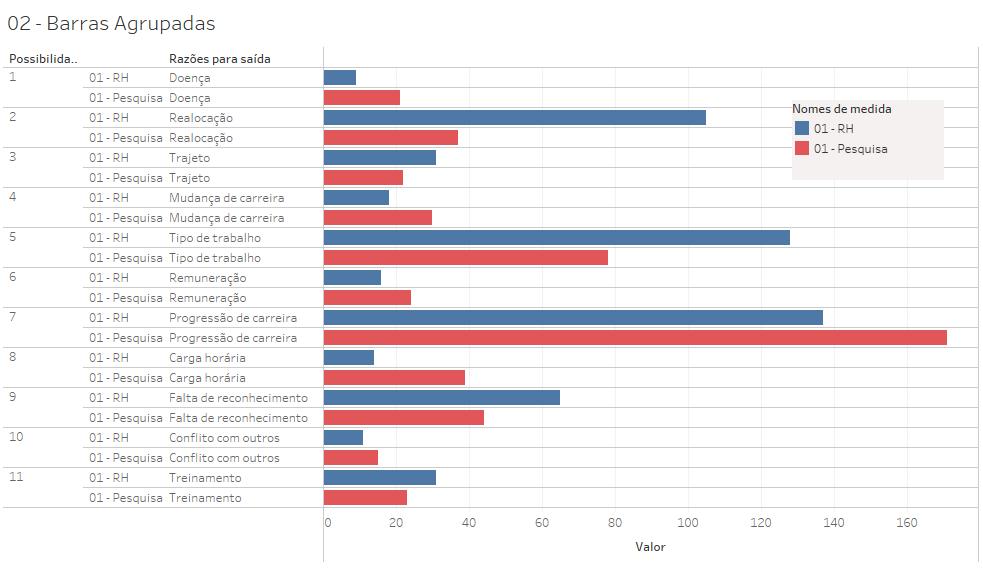 02 - Barras Agrupadas
Possibilida.. Razões para saída
1 01 - RH Doença
01 - Pesquisa Doença
2 01 - RH Realocação
Nomes de medida
01 - RH
01 - Pesquisa
01 - Pesquisa Realocação
3 01 - RH Trajeto
01 - Pesquisa Trajeto
4 01 - RH Mudança de carreira
01 - Pesquisa Mudança de carreira
5 01 - RH Tipo de trabalho
01 - Pesquisa Tipo de trabalho
6 01 - RH Remuneração
01 - Pesquisa Remuneração
7 01 - RH Progressão de carreira
01 - Pesquisa Progressão de carreira
8 01 - RH Carga horária
01 - Pesquisa Carga horária
9 01 - RH Falta de reconhecimento
01 - Pesquisa Falta de reconhecimento
10 01 - RH Conflito com outros
01 - Pesquisa Conflito com outros
11 01 - RH Treinamento
01 - Pesquisa Treinamento
0 20 40 60 80 100 120 140 160
Valor